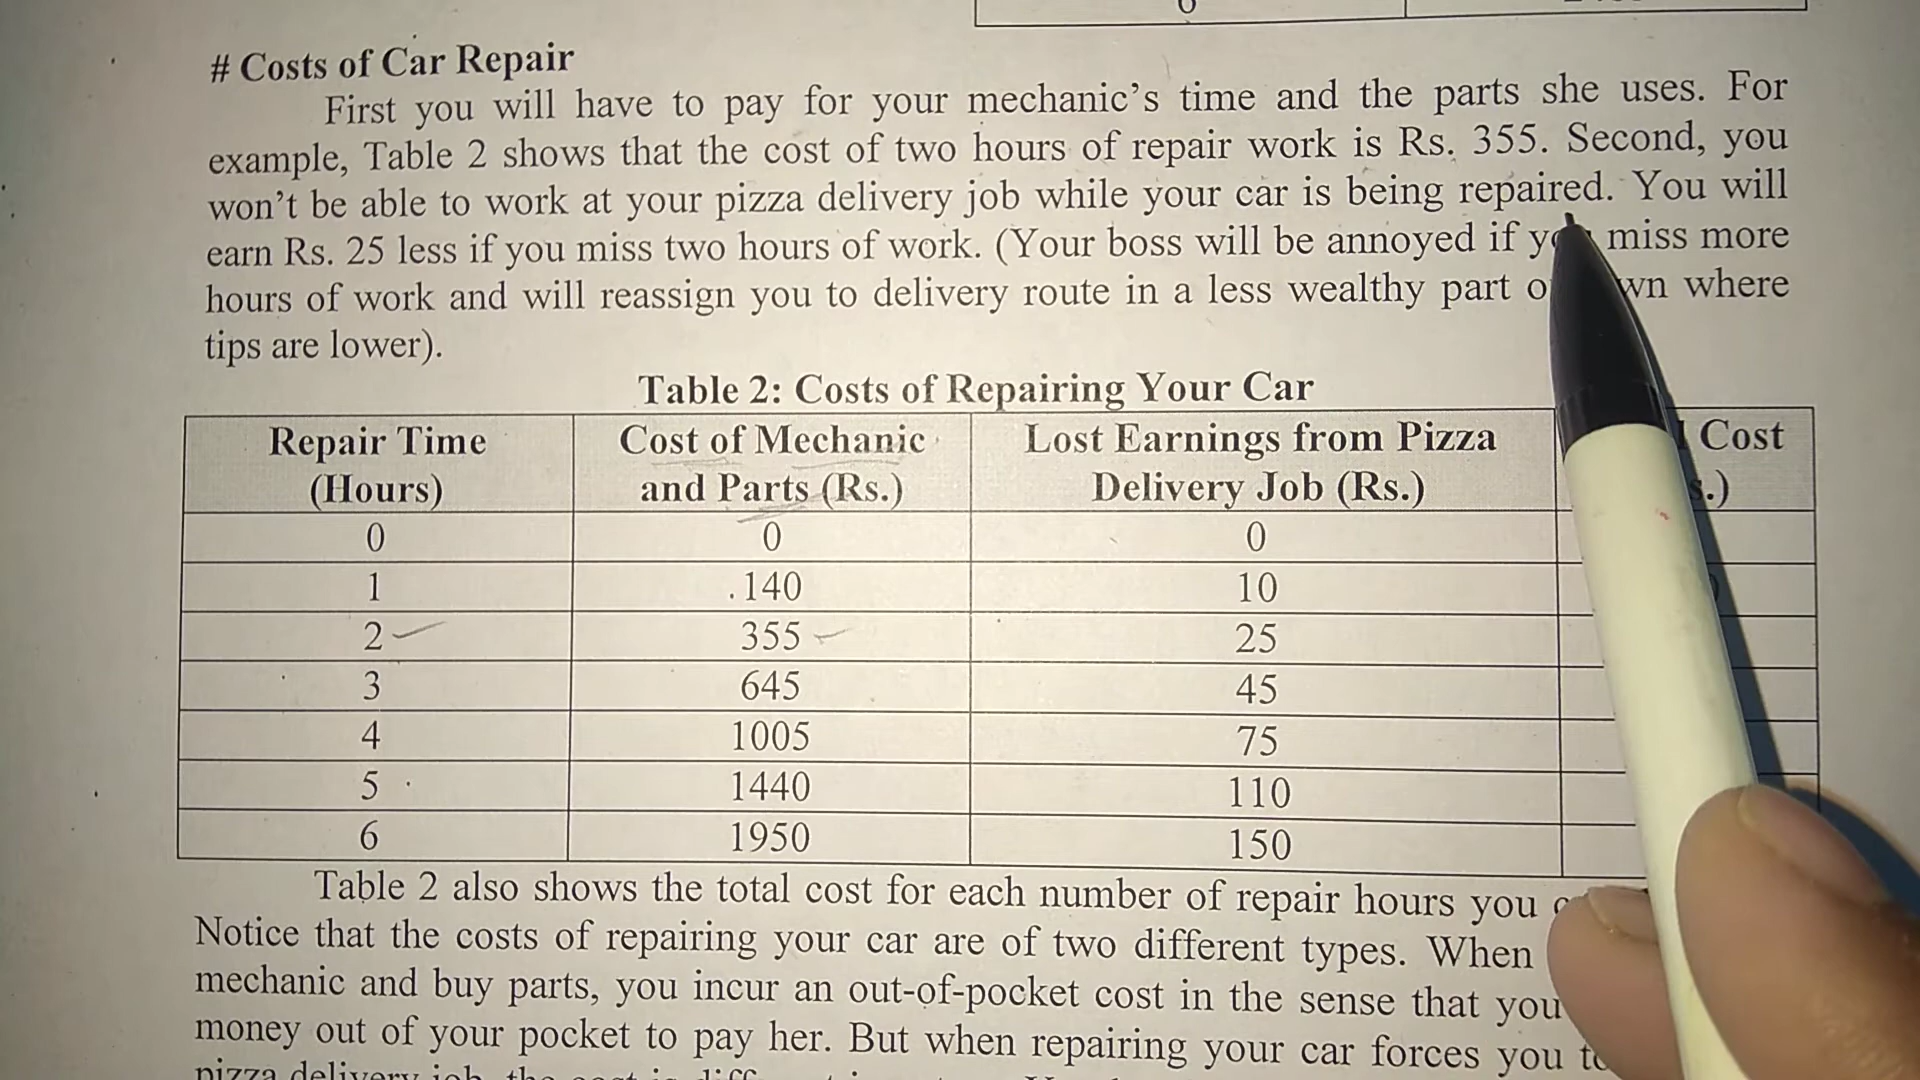 # Costs of Car Repair
First you will have to pay for your mechanic's time and the parts she uses. For
example, Table 2 shows that the cost of two hours of repair work is Rs. 355. Second, you
won't be able to work at your pizza delivery job while your car is being repaired. You will
earn Rs. 25 less if you miss two hours of work. (Your boss will be annoyed if miss more
hours of work and will reassign you to delivery route in a less wealthy part where
tips are lower).
Table 2: Costs of Repairing Your Car
Repair Time Cost of Mechanic Lost Earnings from Pizza Cost
(Hours) and Parts (Rs.) Delivery Job (Rs.)
0 0 0
1 140 10
2 355 25
3 645 45
4 1005 75
5 1440 110
6 1950 150
Table 2 also shows the total cost for each number of repair hours you
Notice that the costs of repairing your car are of two different types. When
mechanic and buy parts, you incur an out-of-pocket cost in the sense that you
money out of your pocket to pay her. But when repairing your car forces you
pizza delivery job, the cost is